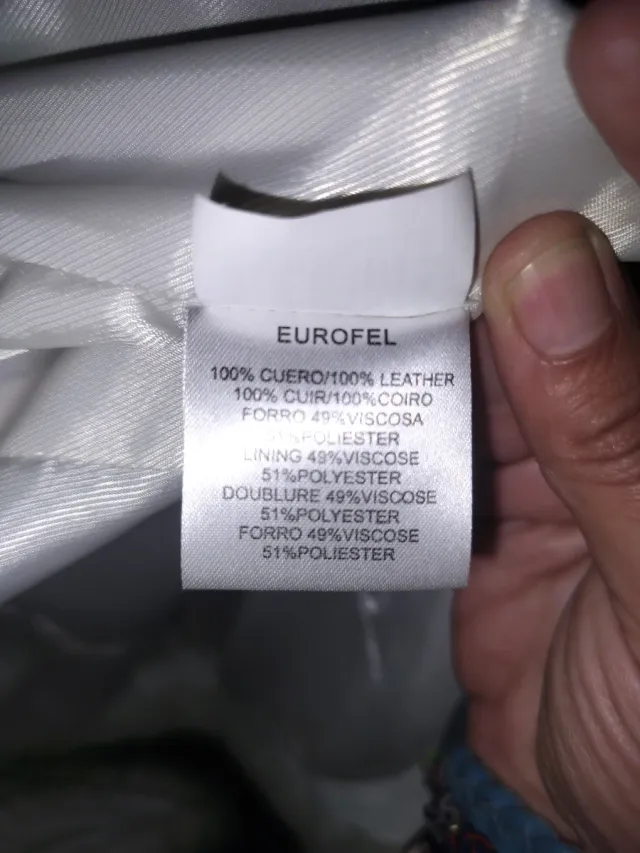 EUROFEL
100% CUERO/100% LEATHER
100% CUIR/100%COIRO
FORRO 49%VISCOSA
51%POLIESTER
LINING 49%VISCOSE
51%POLYESTER
DOUBLURE 49%VISCOSE
51%POLYESTER
FORRO 49%VISCOSE
51%POLIESTER